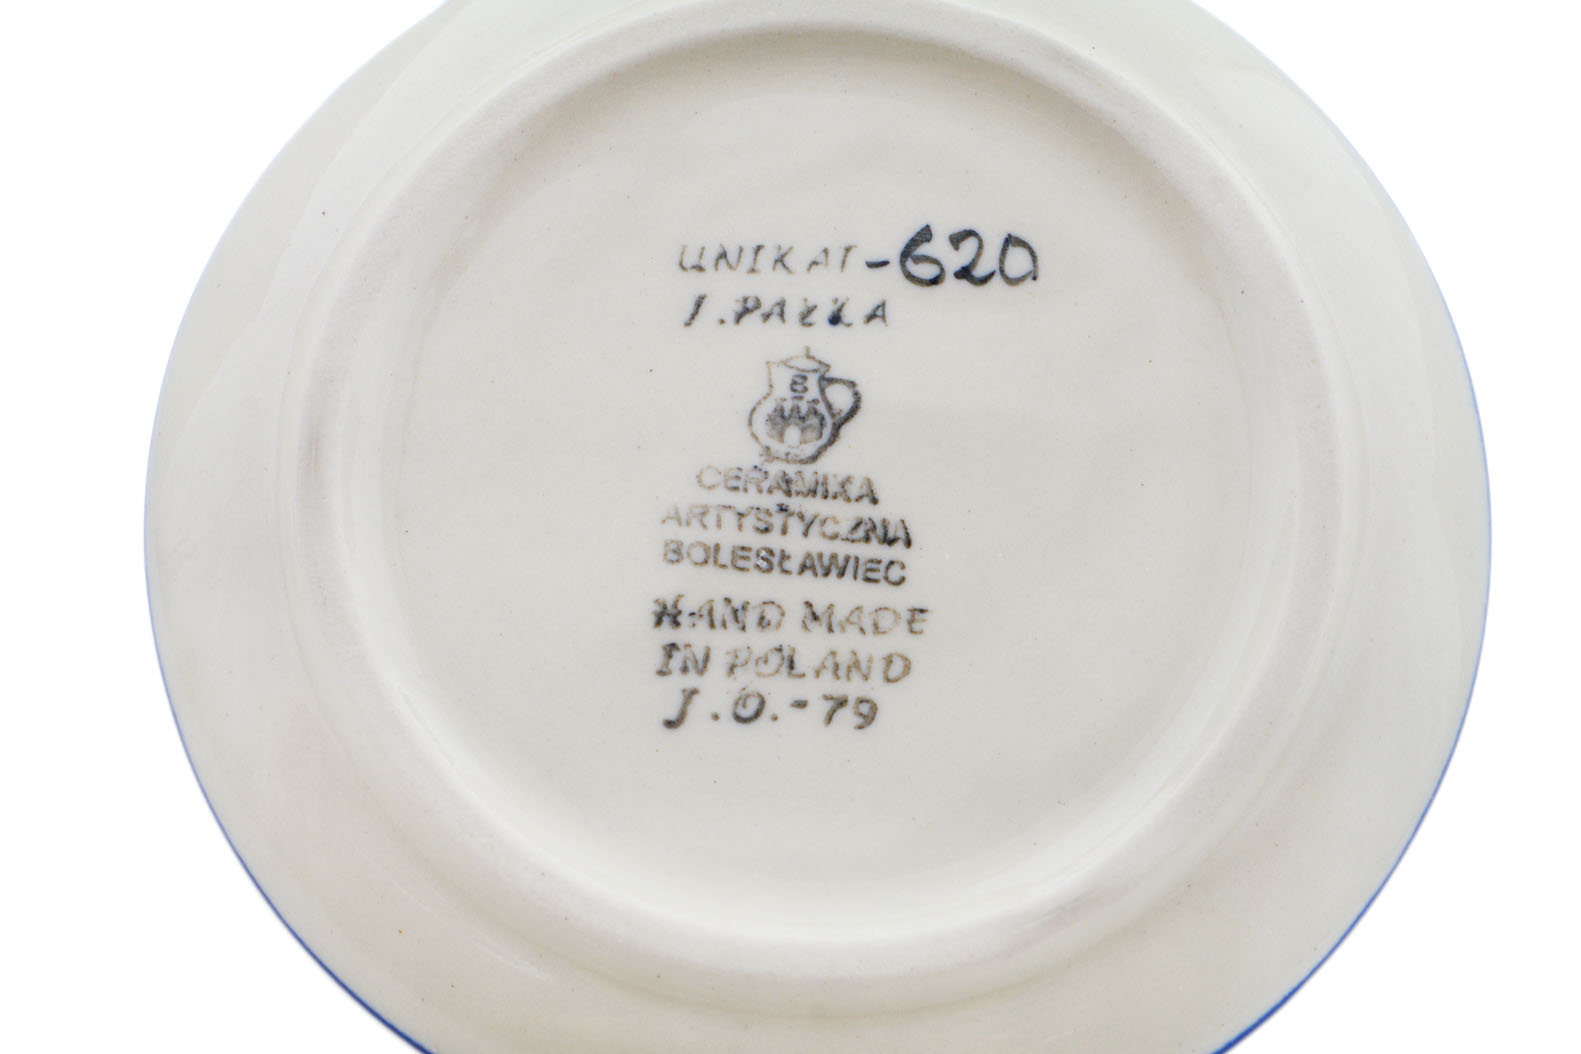 UNIKAT-620
J.PAŁKA
B
CERAMIKA
ARTYSTYCZNA
BOLESŁAWIEC
HAND MADE
IN POLAND
J.O.-79